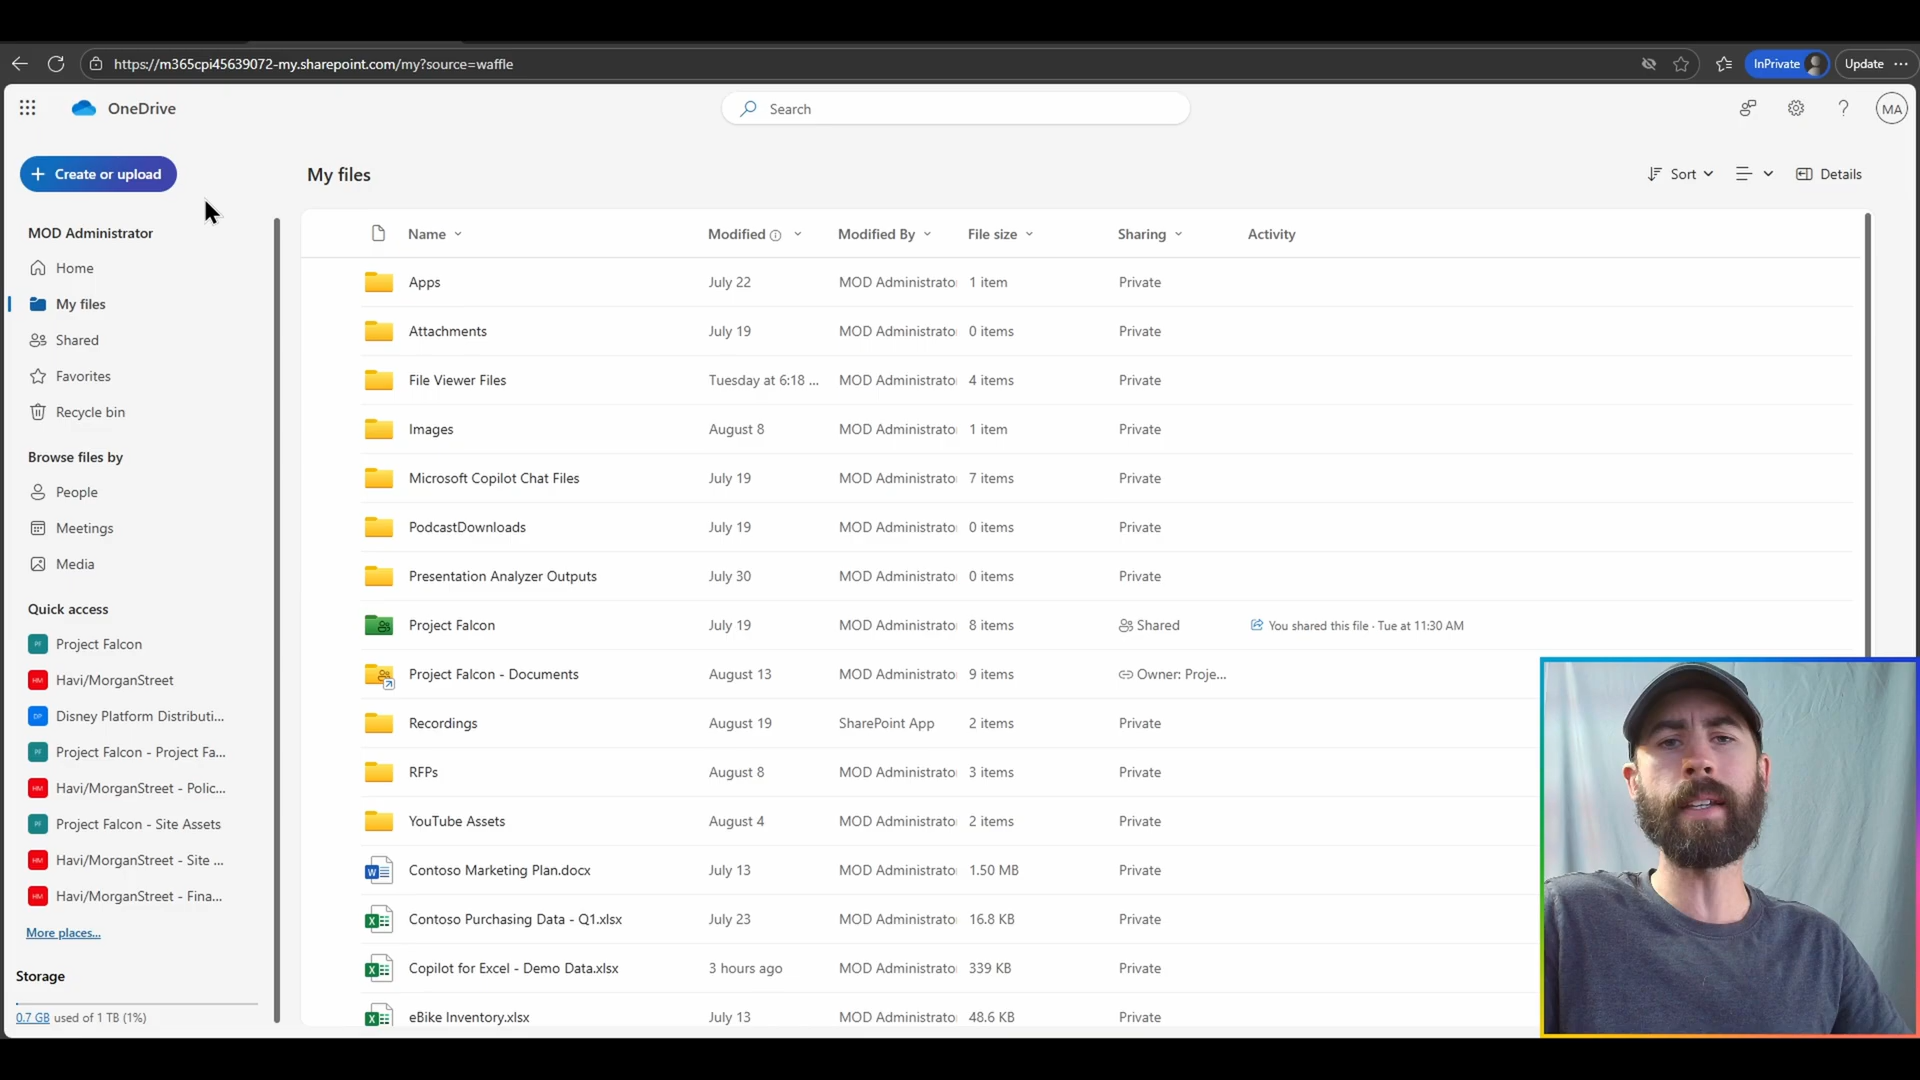 https://m365cpi45639072-my.sharepoint.com/my?source=waffle
InPrivate
Update
OneDrive
Search
MA
Create or upload
My files
Sort
Details
MOD Administrator
Home
My files
Shared
Favorites
Recycle bin
Browse files by
People
Meetings
Media
Quick access
Project Falcon
Havi/MorganStreet
Disney Platform Distributi...
Project Falcon - Project Fa...
Havi/MorganStreet - Polic...
Project Falcon - Site Assets
Havi/MorganStreet - Site ...
Havi/MorganStreet - Fina...
More places...
Storage
0.7 GB used of 1 TB (1%)
Name Modified Modified By File size Sharing Activity
Apps July 22 MOD Administrato 1 item Private
Attachments July 19 MOD Administrato 0 items Private
File Viewer Files Tuesday at 6:18 ... MOD Administrato 4 items Private
Images August 8 MOD Administrato 1 item Private
Microsoft Copilot Chat Files July 19 MOD Administrato 7 items Private
PodcastDownloads July 19 MOD Administrato 0 items Private
Presentation Analyzer Outputs July 30 MOD Administrato 0 items Private
Project Falcon July 19 MOD Administrato 8 items Shared You shared this file · Tue at 11:30 AM
Project Falcon - Documents August 13 MOD Administrato 9 items Owner: Proje...
Recordings August 19 SharePoint App 2 items Private
RFPs August 8 MOD Administrato 3 items Private
YouTube Assets August 4 MOD Administrato 2 items Private
Contoso Marketing Plan.docx July 13 MOD Administrato 1.50 MB Private
Contoso Purchasing Data - Q1.xlsx July 23 MOD Administrato 16.8 KB Private
Copilot for Excel - Demo Data.xlsx 3 hours ago MOD Administrato 339 KB Private
eBike Inventory.xlsx July 13 MOD Administrato 48.6 KB Private